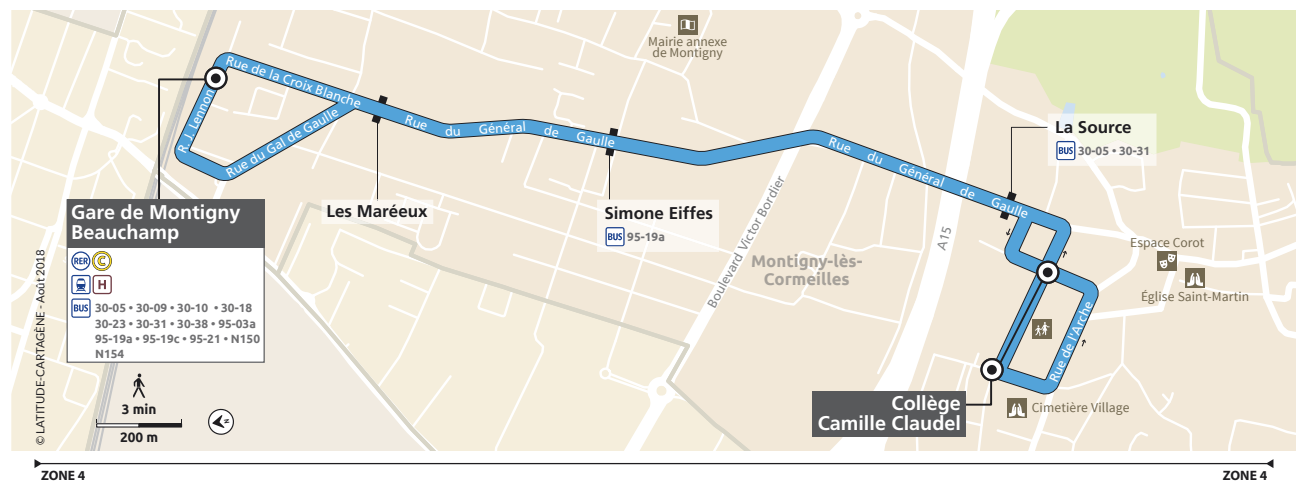 Mairie annexe
de Montigny
Rue de la Croix Blanche
R. J. Lennon
Rue du Gal de Gaulle
Rue du Général de Gaulle
Rue du Général de Gaulle
La Source
BUS 30-05 • 30-31
Gare de Montigny
Beauchamp
RER C
H
BUS 30-05 • 30-09 • 30-10 • 30-18
30-23 • 30-31 • 30-38 • 95-03a
95-19a • 95-19c • 95-21 • N150
N154
Les Maréeux
Simone Eiffes
BUS 95-19a
Boulevard Victor Bordier
Montigny-lès-
Cormeilles
A15
Espace Corot
Église Saint-Martin
Rue de l'Arche
Collège
Camille Claudel
Cimetière Village
3 min
200 m
N
© LATITUDE-CARTAGÈNE - Août 2018
ZONE 4
ZONE 4